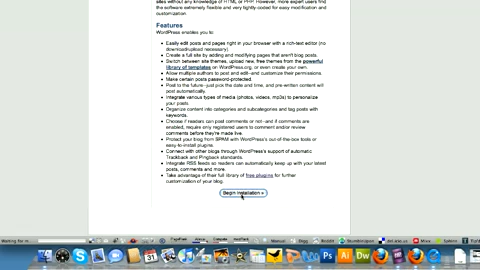 sites without any knowledge of HTML or PHP. However, more expert users find
the software extremely flexible and very tightly coded for easy modification and
customization
Features
WordPress enables you to:
Easily edit posts and pages right in your browser with a rich-text editor (no
download/upload necessary).
Create a full site by adding and modifying pages that aren't blog posts.
Switch between site themes, upload new, free themes from the powerful
library of templates on WordPress.org, or even create your own.
Allow multiple authors to post and edit—and customize their permissions.
Make certain posts password-protected.
Post to the future—just pick the date and time, and pre-written content will
post automatically.
Integrate various types of media (photos, videos, mp3s) to personalize
your posts.
Organize content into categories and subcategories and tag posts with
keywords.
Choose if readers can post comments or not—and if comments are
enabled, require only registered users to comment and/or review
comments before they're made live.
Protect your blog from SPAM with WordPress's out-of-the-box tools or
easy-to-install plugins.
Connect with other blogs through WordPress's support of automatic
Trackback and Pingback standards.
Integrate RSS feeds so readers can automatically keep up with your latest
posts, comments and more.
Take advantage of their full library of free plugins for further
customization of your blog.
Begin Installation »
31
Ps Ai Dw